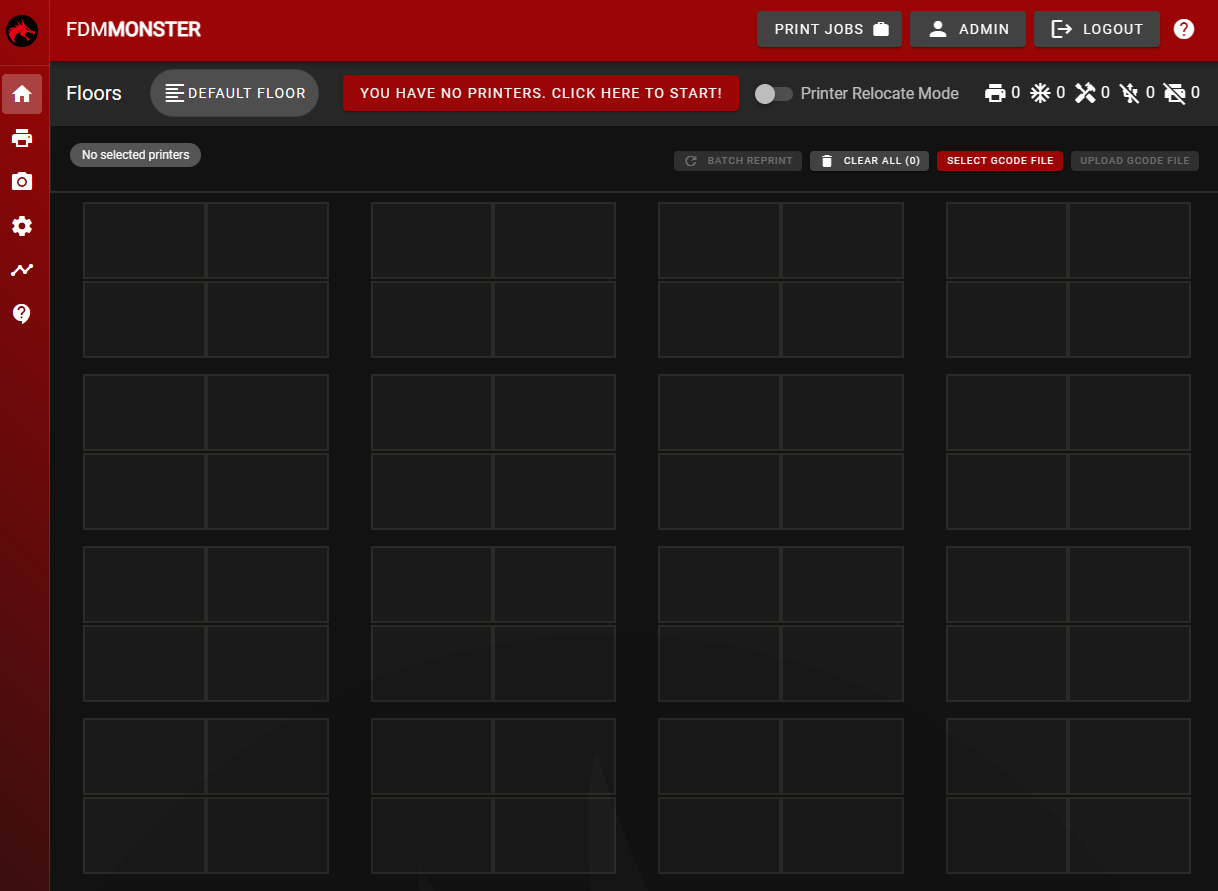 FDMMONSTER
PRINT JOBS
ADMIN
LOGOUT
Floors
DEFAULT FLOOR
YOU HAVE NO PRINTERS. CLICK HERE TO START!
Printer Relocate Mode
0
0
0
0
0
No selected printers
BATCH REPRINT
CLEAR ALL (0)
SELECT GCODE FILE
UPLOAD GCODE FILE